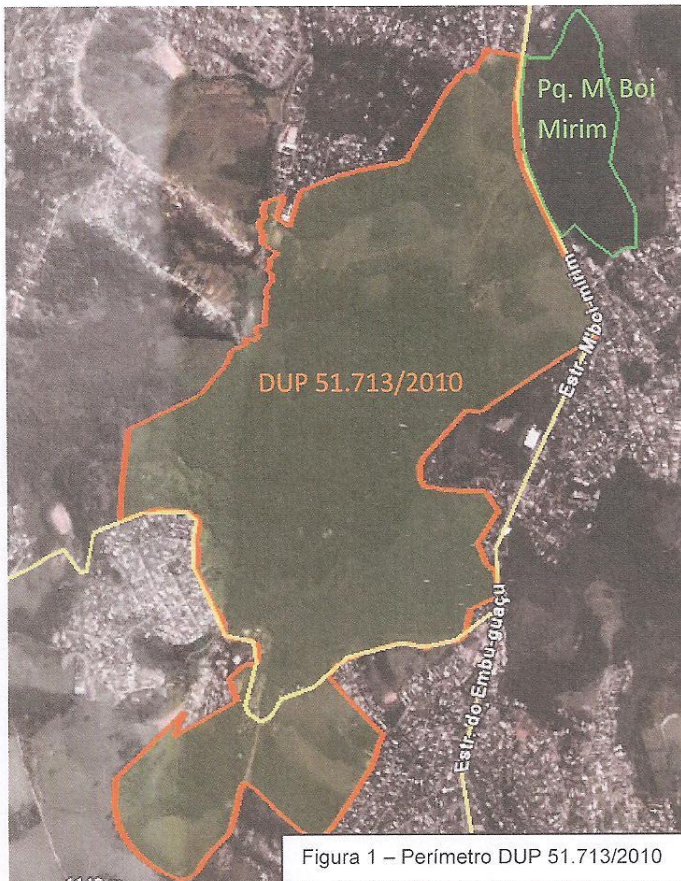 Pq. M' Boi
Mirim
Estr. M'boi mirim
DUP 51.713/2010
Estr. do Embu-guaçu
Figura 1 – Perímetro DUP 51.713/2010